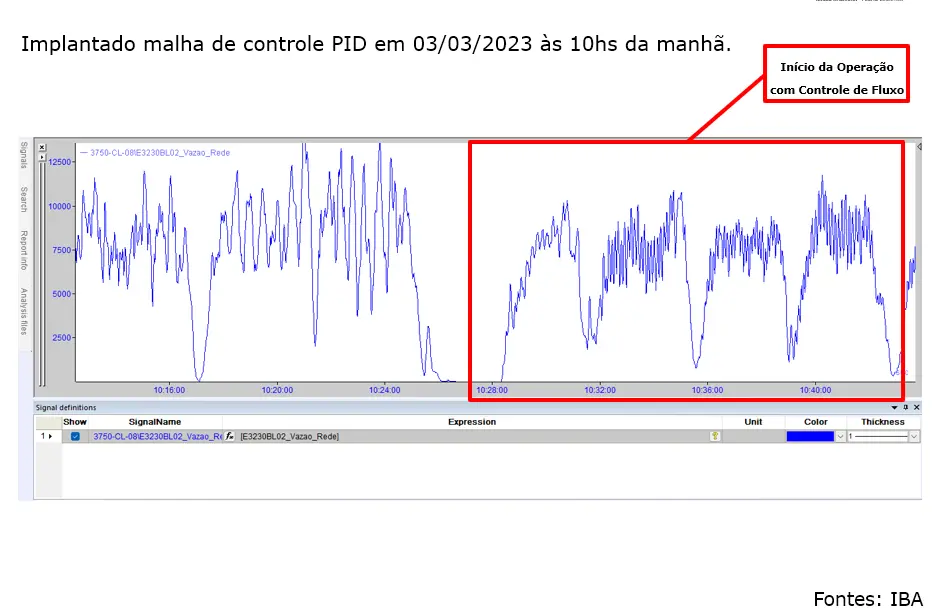 Implantado malha de controle PID em 03/03/2023 às 10hs da manhã.
Início da Operação
com Controle de Fluxo
Signals
Search
Report info
Analysis files
3750-CL-08\E3230BL02_Vazao_Rede
12500
10000
7500
5000
2500
10:16:00
10:20:00
10:24:00
10:28:00
10:32:00
10:36:00
10:40:00
Signal definitions
Show SignalName Expression Unit Color Thickness
1 3750-CL-08\E3230BL02_Vazao_Re fx [E3230BL02_Vazao_Rede] ? 1
Fontes: IBA